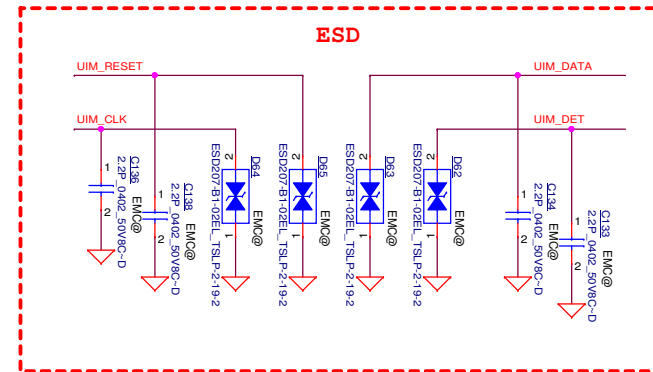 ESD
UIM_RESET
UIM_DATA
UIM_CLK
UIM_DET
1
2
C136
2.2P_0402_50V8C~D
EMC@
1
2
C138
2.2P_0402_50V8C~D
EMC@
2
1
D64
ESD207-B1-02EL_TSLP-2-19-2
EMC@
2
1
D65
ESD207-B1-02EL_TSLP-2-19-2
EMC@
2
1
D63
ESD207-B1-02EL_TSLP-2-19-2
EMC@
2
1
D62
ESD207-B1-02EL_TSLP-2-19-2
EMC@
1
2
C134
2.2P_0402_50V8C~D
EMC@
1
2
C133
2.2P_0402_50V8C~D
EMC@